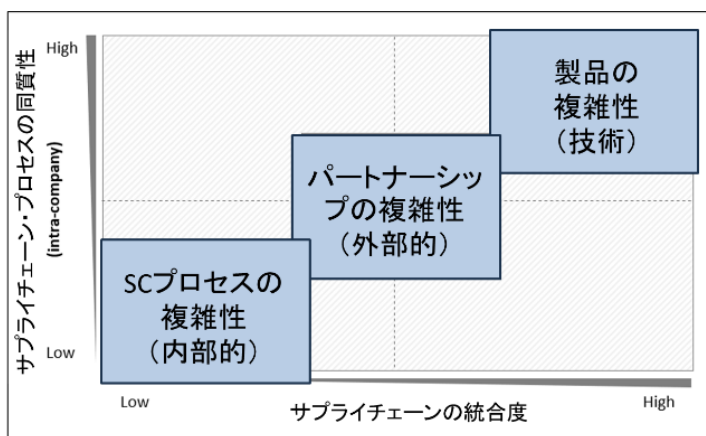 サプライチェーン・プロセスの同質性
(intra-company)
High
Low
製品の
複雑性
（技術）
パートナーシッ
プの複雑性
（外部的）
SCプロセスの
複雑性
（内部的）
Low
High
サプライチェーンの統合度